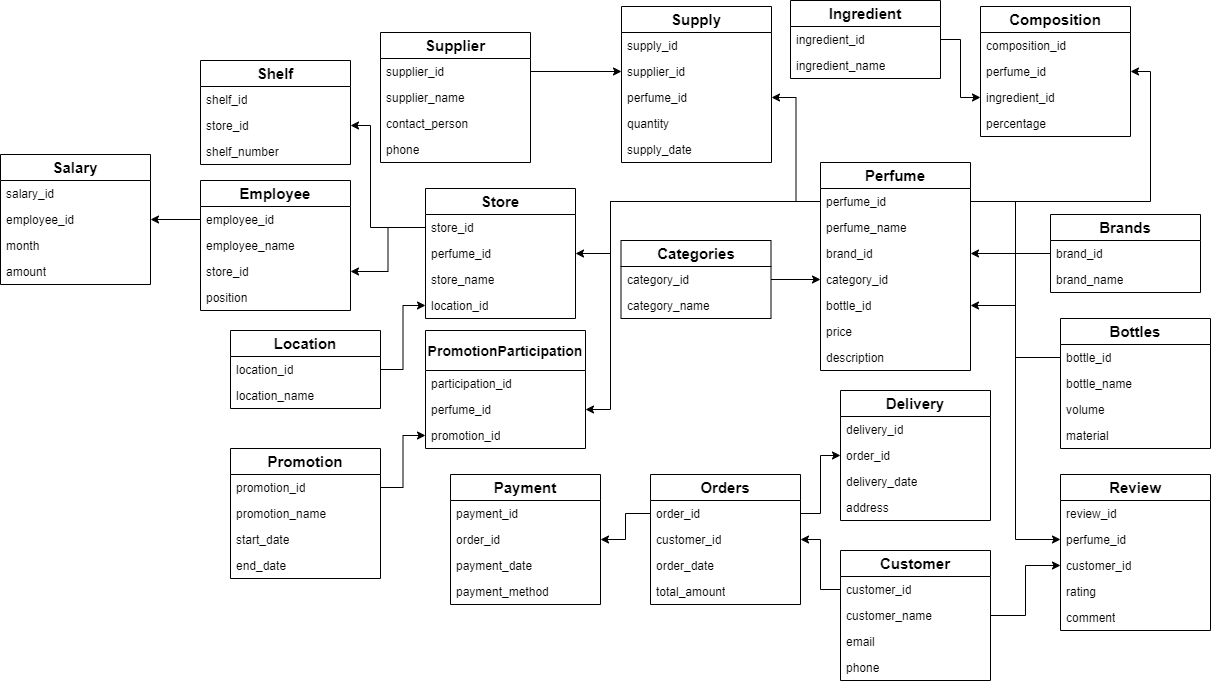 Supply
supply_id
supplier_id
perfume_id
quantity
supply_date
Ingredient
ingredient_id
ingredient_name
Composition
composition_id
perfume_id
ingredient_id
percentage
Supplier
supplier_id
supplier_name
contact_person
phone
Shelf
shelf_id
store_id
shelf_number
Salary
salary_id
employee_id
month
amount
Employee
employee_id
employee_name
store_id
position
Store
store_id
perfume_id
store_name
location_id
Categories
category_id
category_name
Perfume
perfume_id
perfume_name
brand_id
category_id
bottle_id
price
description
Brands
brand_id
brand_name
Location
location_id
location_name
PromotionParticipation
participation_id
perfume_id
promotion_id
Bottles
bottle_id
bottle_name
volume
material
Promotion
promotion_id
promotion_name
start_date
end_date
Payment
payment_id
order_id
payment_date
payment_method
Orders
order_id
customer_id
order_date
total_amount
Delivery
delivery_id
order_id
delivery_date
address
Customer
customer_id
customer_name
email
phone
Review
review_id
perfume_id
customer_id
rating
comment